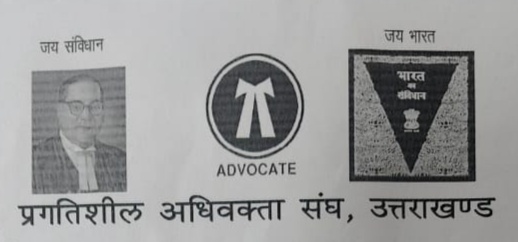 जय संविधान
जय भारत
भारत
का
संविधान
ADVOCATE
प्रगतिशील अधिवक्ता संघ, उत्तराखण्ड